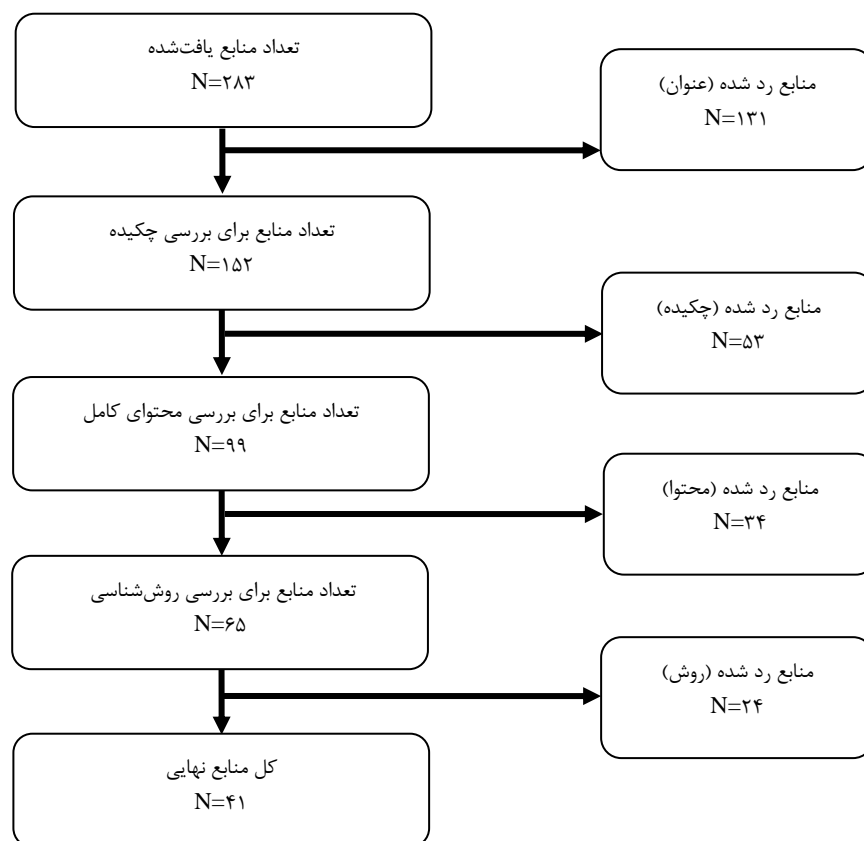 تعداد منابع یافت‌شده
N=۲۸۳
منابع رد شده (عنوان)
N=۱۳۱
تعداد منابع برای بررسی چکیده
N=۱۵۲
منابع رد شده (چکیده)
N=۵۳
تعداد منابع برای بررسی محتوای کامل
N=۹۹
منابع رد شده (محتوا)
N=۳۴
تعداد منابع برای بررسی روش‌شناسی
N=۶۵
منابع رد شده (روش)
N=۲۴
کل منابع نهایی
N=۴۱